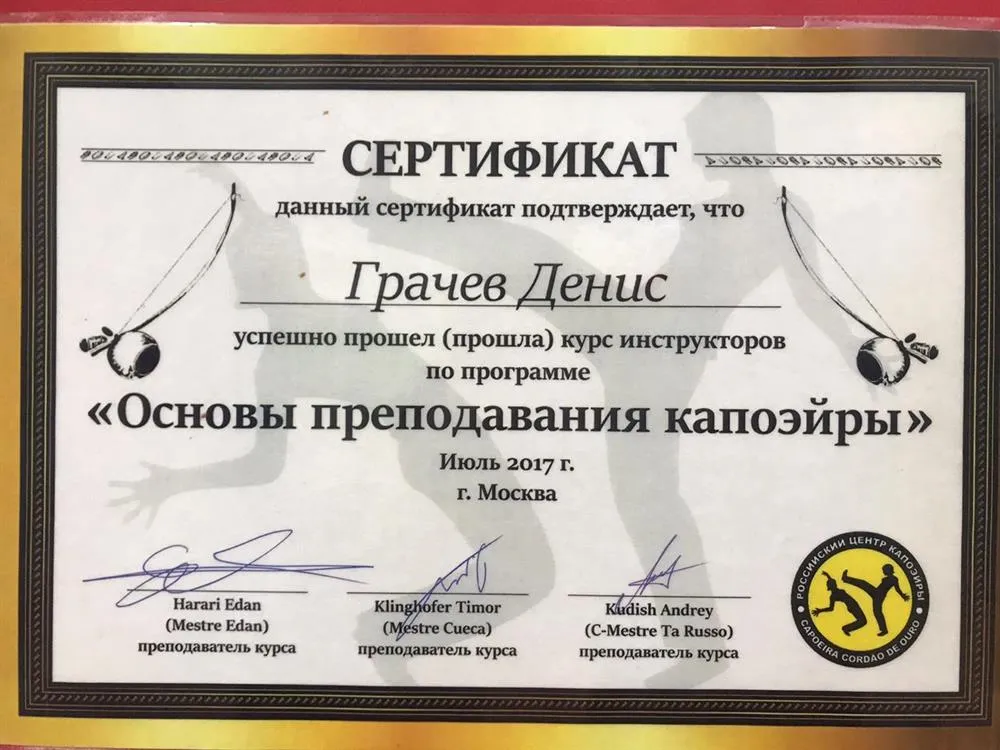 СЕРТИФИКАТ
данный сертификат подтверждает, что
Грачев Денис
успешно прошел (прошла) курс инструкторов
по программе
«Основы преподавания капоэйры»
Июль 2017 г.
г. Москва
Harari Edan
(Mestre Edan)
преподаватель курса
Klinghofer Timor
(Mestre Cueca)
преподаватель курса
Kudish Andrey
(C-Mestre Ta Russo)
преподаватель курса
РОССИЙСКИЙ ЦЕНТР КАПОЭЙРЫ
CAPOEIRA CORDAO DE OURO